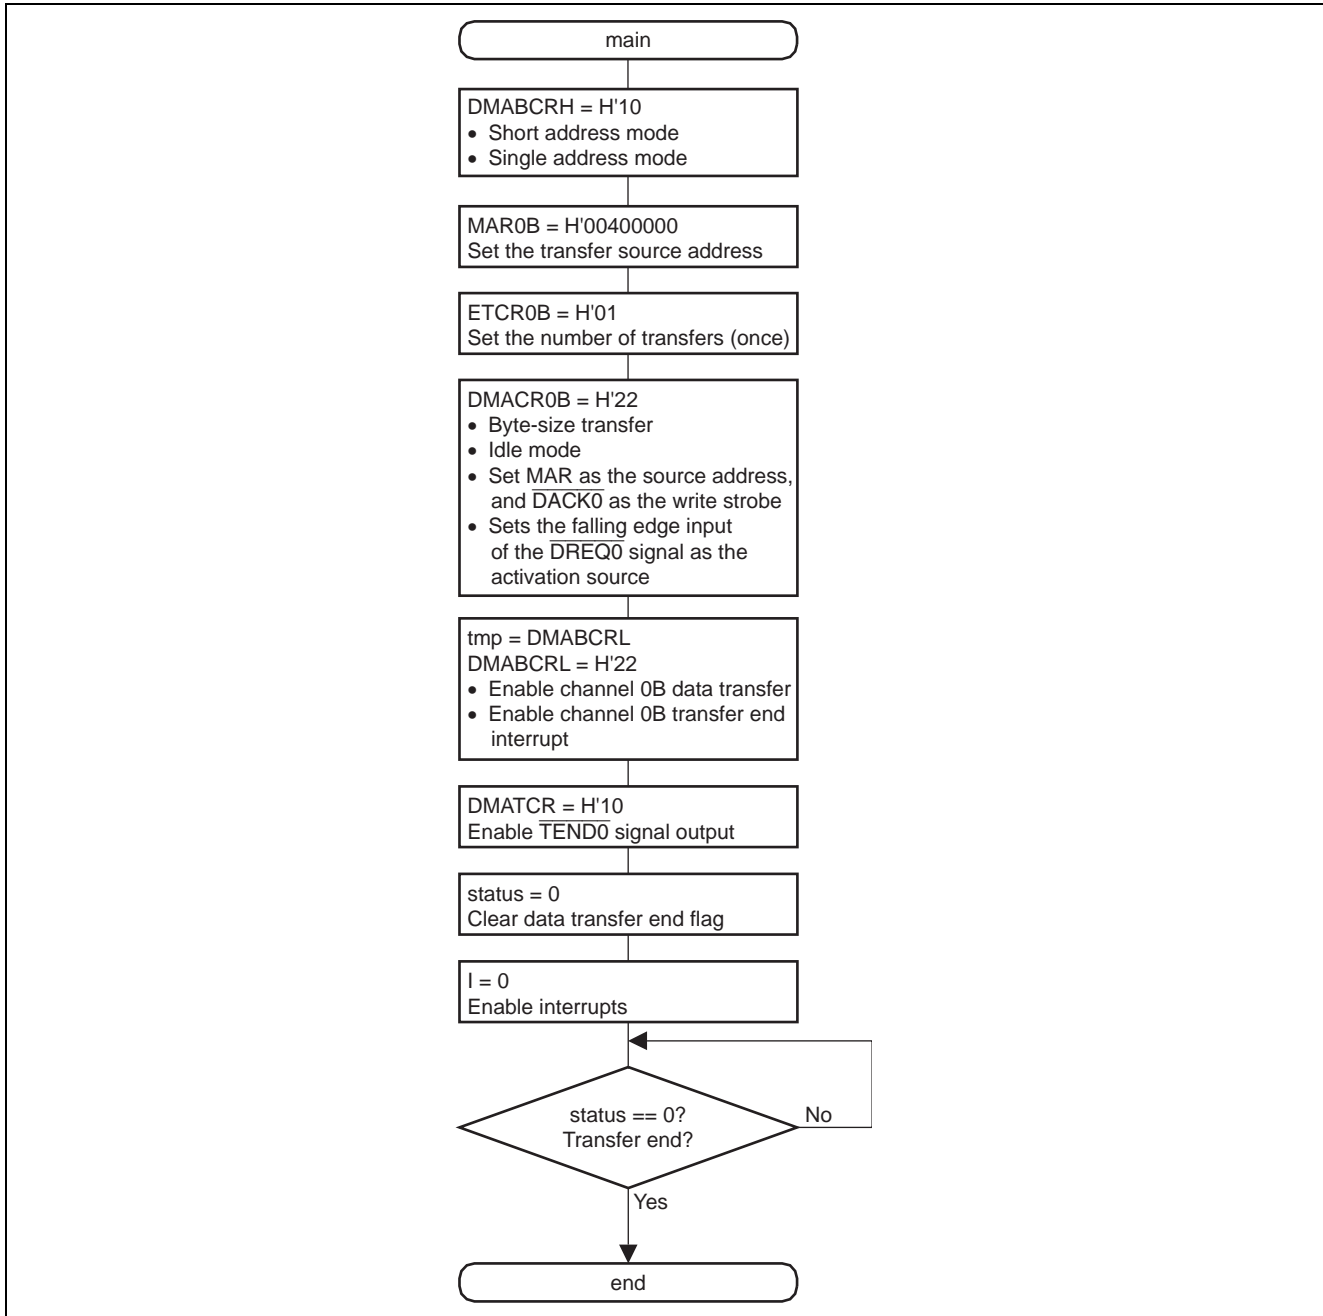 main
DMABCRH = H'10
• Short address mode
• Single address mode
MAR0B = H'00400000
Set the transfer source address
ETCR0B = H'01
Set the number of transfers (once)
DMACR0B = H'22
• Byte-size transfer
• Idle mode
• Set MAR as the source address,
and DACK0 as the write strobe
• Sets the falling edge input
of the DREQ0 signal as the
activation source
tmp = DMABCRL
DMABCRL = H'22
• Enable channel 0B data transfer
• Enable channel 0B transfer end
interrupt
DMATCR = H'10
Enable TEND0 signal output
status = 0
Clear data transfer end flag
I = 0
Enable interrupts
status == 0?
Transfer end?
No
Yes
end